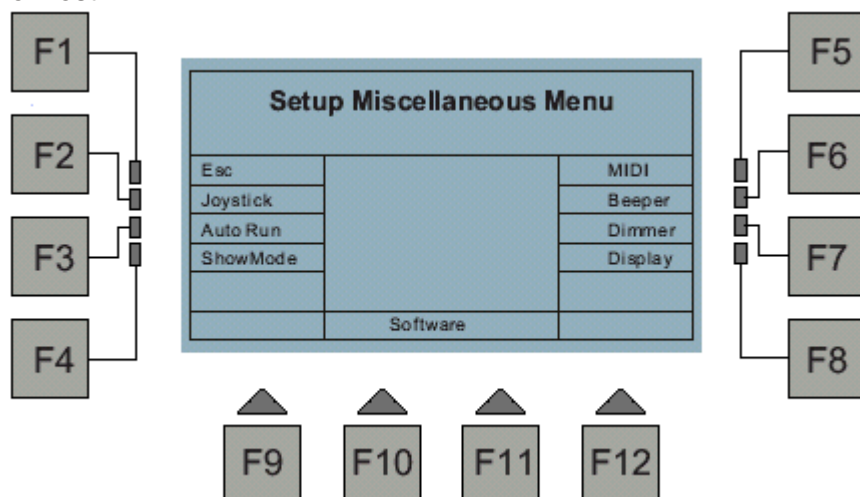 F1
F5
Setup Miscellaneous Menu
F2
F6
Esc
MIDI
Joystick
Beeper
Auto Run
Dimmer
F3
F7
ShowMode
Display
Software
F4
F8
F9
F10
F11
F12